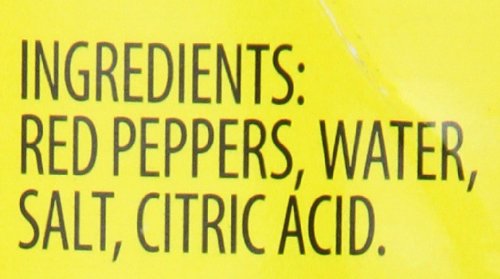 INGREDIENTS:
RED PEPPERS, WATER,
SALT, CITRIC ACID.